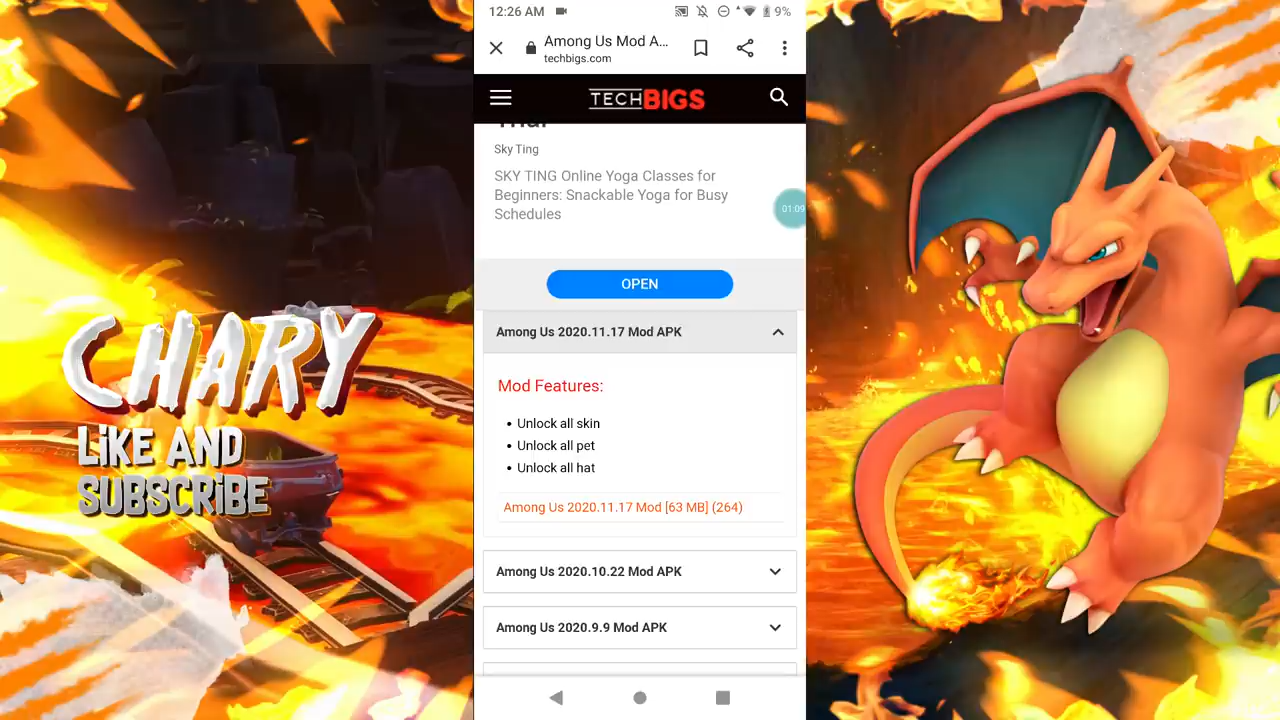 12:26 AM
9%
Among Us Mod A...
techbigs.com
TECHBIGS
Sky Ting
SKY TING Online Yoga Classes for
Beginners: Snackable Yoga for Busy
Schedules
01:09
OPEN
Among Us 2020.11.17 Mod APK
Mod Features:
• Unlock all skin
• Unlock all pet
• Unlock all hat
Among Us 2020.11.17 Mod [63 MB] (264)
Among Us 2020.10.22 Mod APK
Among Us 2020.9.9 Mod APK
CHARY
LIKE AND
SUBSCRIBE